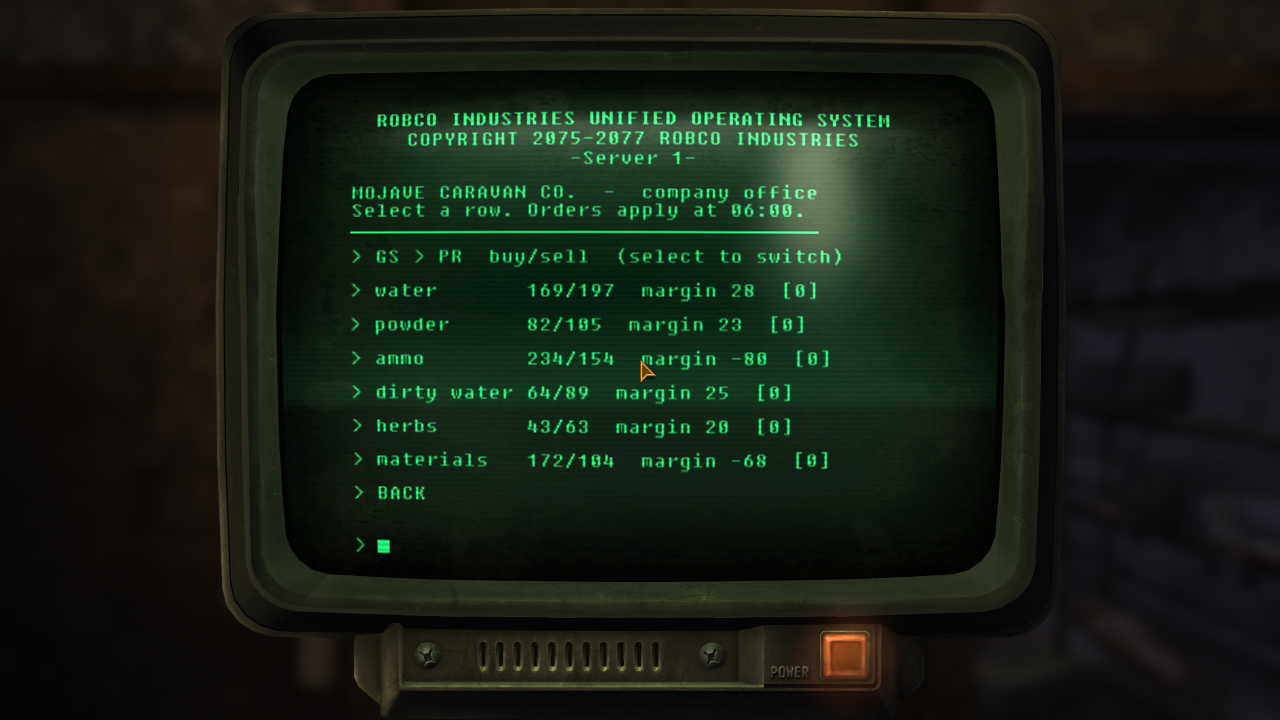 ROBCO INDUSTRIES UNIFIED OPERATING SYSTEM
COPYRIGHT 2075-2077 ROBCO INDUSTRIES
-Server 1-
MOJAVE CARAVAN CO.  -  company office
Select a row. Orders apply at 06:00.
> GS > PR  buy/sell  (select to switch)
> water  169/197  margin 28  [0]
> powder  82/105  margin 23  [0]
> ammo  234/154  margin -80  [0]
> dirty water 64/89  margin 25  [0]
> herbs  43/63  margin 20  [0]
> materials  172/104  margin -68  [0]
> BACK
>
POWER